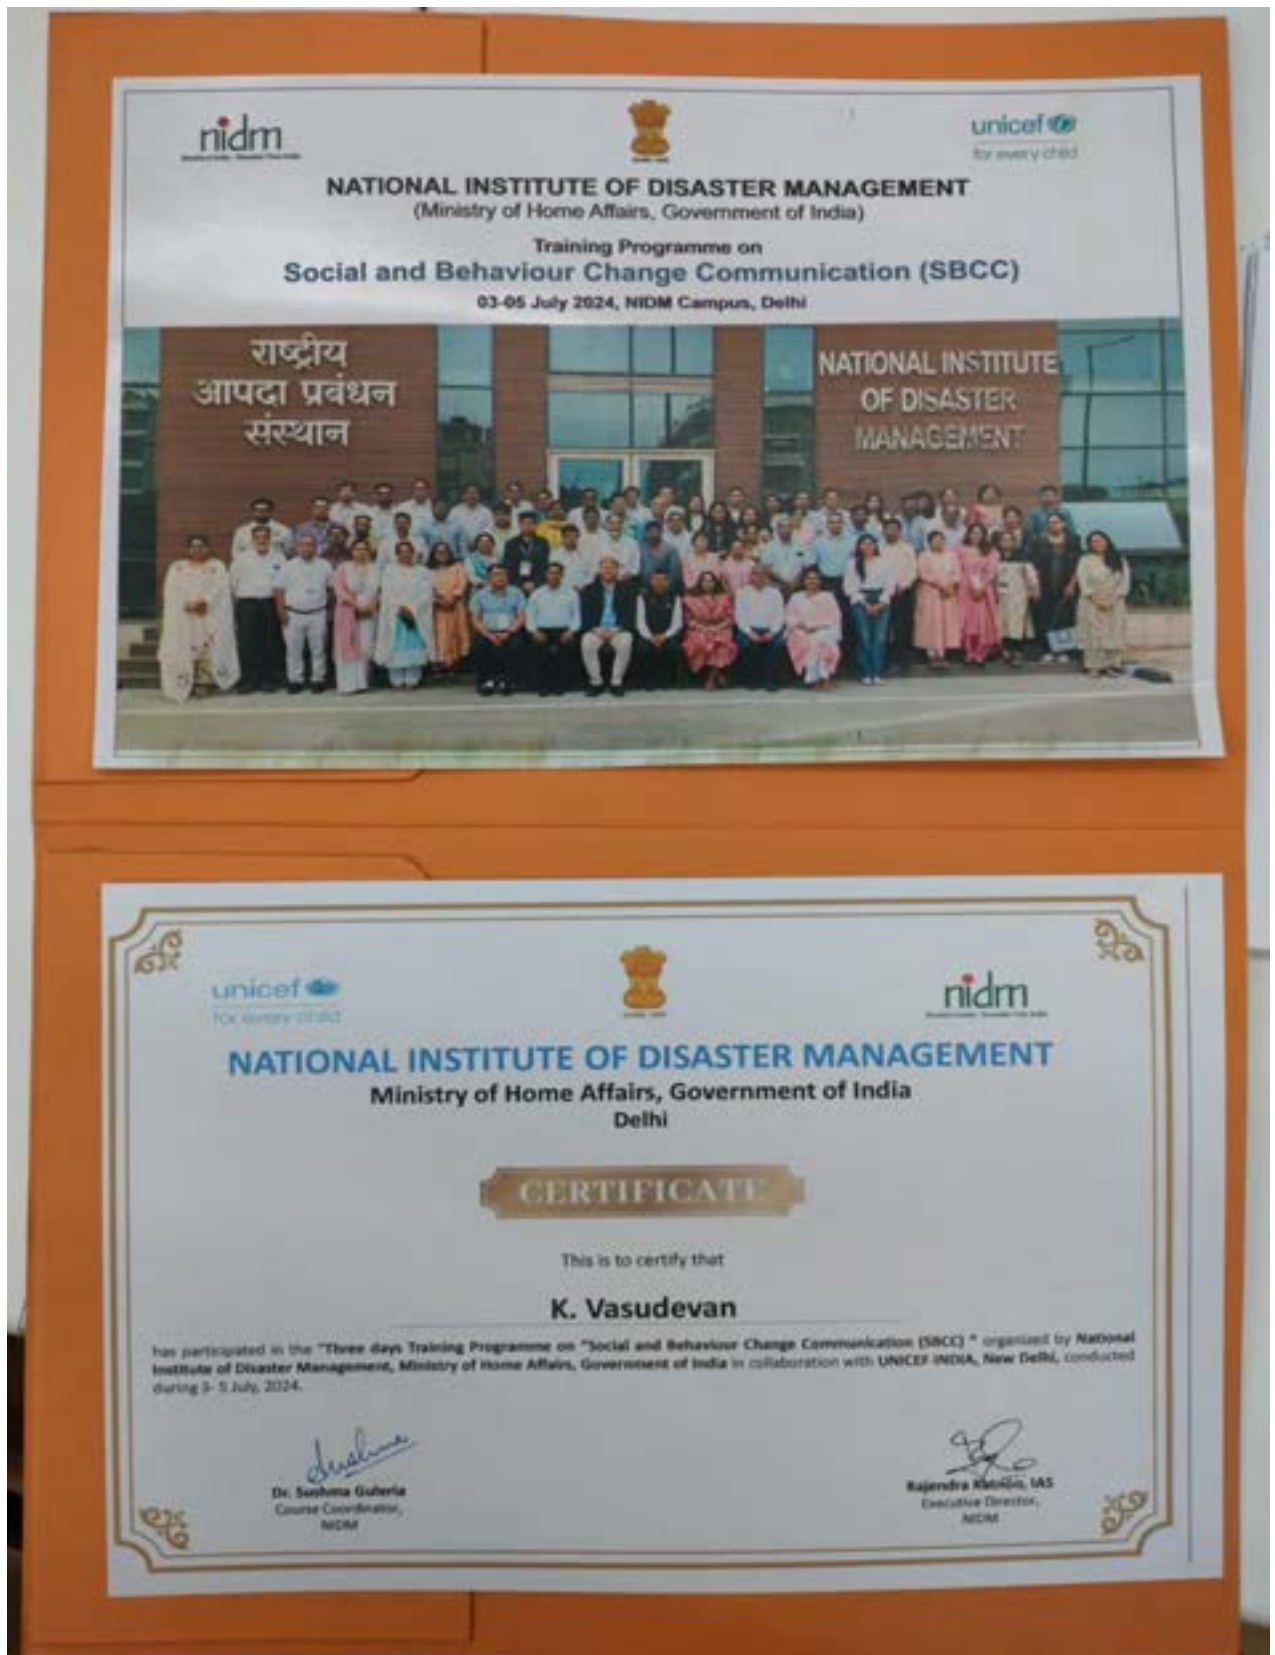 nidm
unicef
for every child
NATIONAL INSTITUTE OF DISASTER MANAGEMENT
(Ministry of Home Affairs, Government of India)
Training Programme on
Social and Behaviour Change Communication (SBCC)
03-05 July 2024, NIDM Campus, Delhi
राष्ट्रीय
आपदा प्रबंधन
संस्थान
NATIONAL INSTITUTE
OF DISASTER
MANAGEMENT
unicef
for every child
nidm
NATIONAL INSTITUTE OF DISASTER MANAGEMENT
Ministry of Home Affairs, Government of India
Delhi
CERTIFICATE
This is to certify that
K. Vasudevan
has participated in the "Three days Training Programme on "Social and Behaviour Change Communication (SBCC) " organized by National
Institute of Disaster Management, Ministry of Home Affairs, Government of India in collaboration with UNICEF INDIA, New Delhi, conducted
during 3- 5 July, 2024.
Sushma
Dr. Sushma Guleria
Course Coordinator,
NIDM
Rajendra IAS
Executive Director,
NIDM